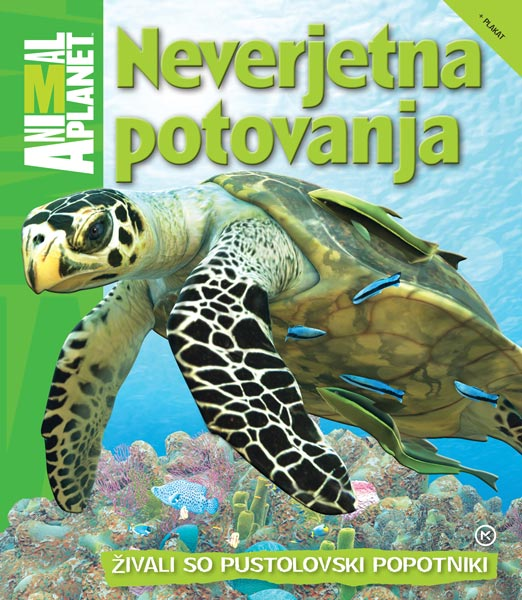 ANIMAL
PLANET
Neverjetna
potovanja
+ PLAKAT
ŽIVALI SO PUSTOLOVSKI POPOTNIKI